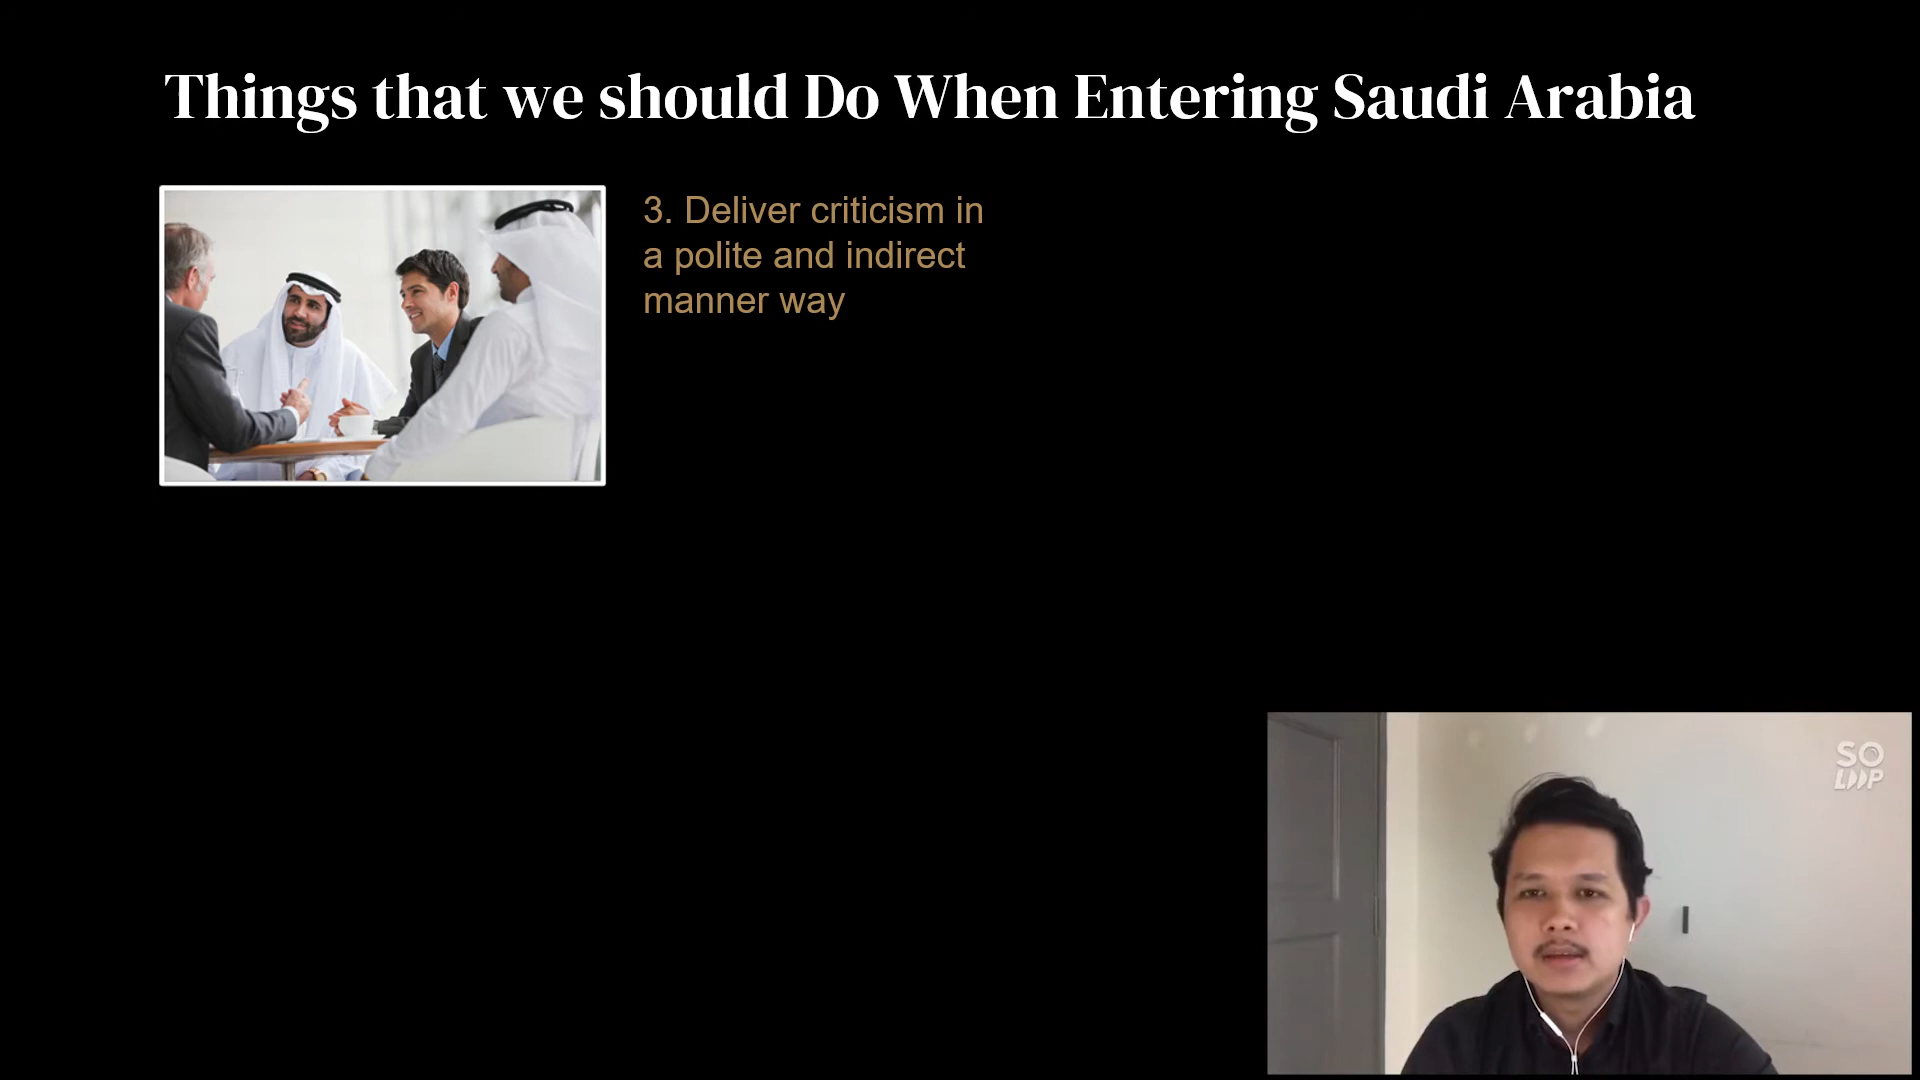 Things that we should Do When Entering Saudi Arabia
3. Deliver criticism in
a polite and indirect
manner way
SO
LOOP